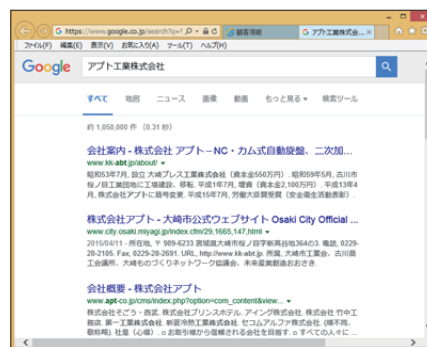 https://www.google.co.jp/search?q=
顧客情報
アプト工業株式会...
ファイル(F) 編集(E) 表示(V) お気に入り(A) ツール(T) ヘルプ(H)
Google アプト工業株式会社
すべて 地図 ニュース 画像 動画 もっと見る 検索ツール
約 1,050,000 件 (0.31 秒)
会社案内 - 株式会社 アプト－NC・カム式自動旋盤、二次加...
www.kk-abt.jp/about/
昭和53年7月, 設立 大崎プレス工業株式会社 (資本金550万円) . 昭和59年5月, 古川市
桜ノ目工業団地に工場建設、移転. 平成1年7月, 増資 (資本金2,100万円) . 平成13年4
月, 株式会社アプトに商号変更. 平成15年7月, 労働大臣賛受賞 (安全衛生活動表彰) .
株式会社アプト - 大崎市公式ウェブサイト Osaki City Official ...
www.city.osaki.miyagi.jp/index.cfm/29,1665,147,html
2015/04/11 - 所在地, 〒 989-6233 宮城県大崎市桜ノ目字新高谷地364の3. 電話, 0229-
28-2105. Fax, 0229-28-2691. URL, http://www.kk-abt.jp. 所属, 大崎市工業会、古川商
工会議所、大崎ものづくりネットワーク協議会、未来産業創造おおさき.
会社概要 - 株式会社アプト
www.apt-co.jp/cms/index.php?option=com_content&view...
株式会社そごう・西武. 株式会社プリンスホテル. アイング株式会社. 株式会社 竹中工
務店. 第一工業株式会社. 新菱冷熱工業株式会社. セコムアルファ株式会社. (順不同、
敬称略). 社是 (心得) . □ お取引様から信頼される会社を目指す. □ すべての人々に ...